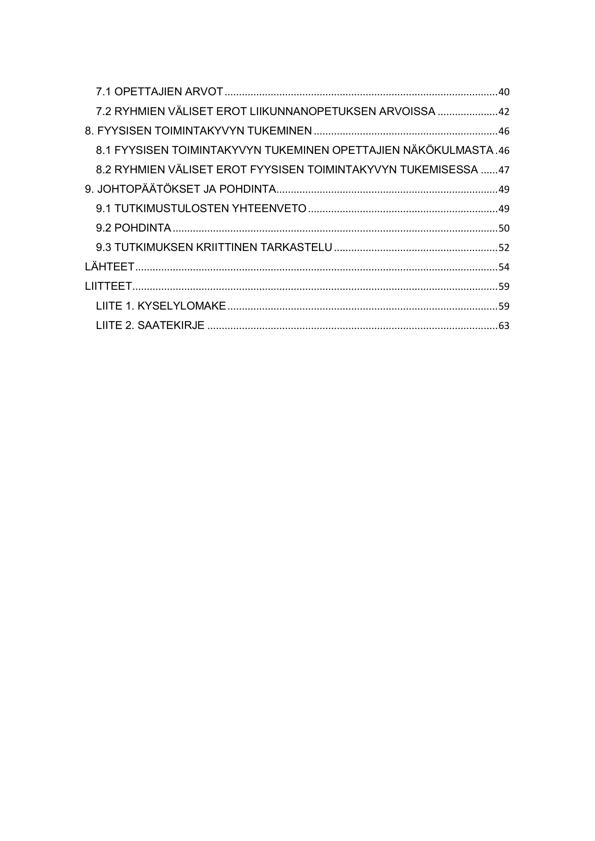 7.1 OPETTAJIEN ARVOT ............................................................................................... 40
7.2 RYHMIEN VÄLISET EROT LIIKUNNANOPETUKSEN ARVOISSA ..................... 42
8. FYYSISEN TOIMINTAKYVYN TUKEMINEN ................................................................ 46
8.1 FYYSISEN TOIMINTAKYVYN TUKEMINEN OPETTAJIEN NÄKÖKULMASTA . 46
8.2 RYHMIEN VÄLISET EROT FYYSISEN TOIMINTAKYVYN TUKEMISESSA ...... 47
9. JOHTOPÄÄTÖKSET JA POHDINTA............................................................................. 49
9.1 TUTKIMUSTULOSTEN YHTEENVETO .................................................................. 49
9.2 POHDINTA ................................................................................................................. 50
9.3 TUTKIMUKSEN KRIITTINEN TARKASTELU ......................................................... 52
LÄHTEET.............................................................................................................................. 54
LIITTEET............................................................................................................................... 59
LIITE 1. KYSELYLOMAKE.............................................................................................. 59
LIITE 2. SAATEKIRJE ..................................................................................................... 63